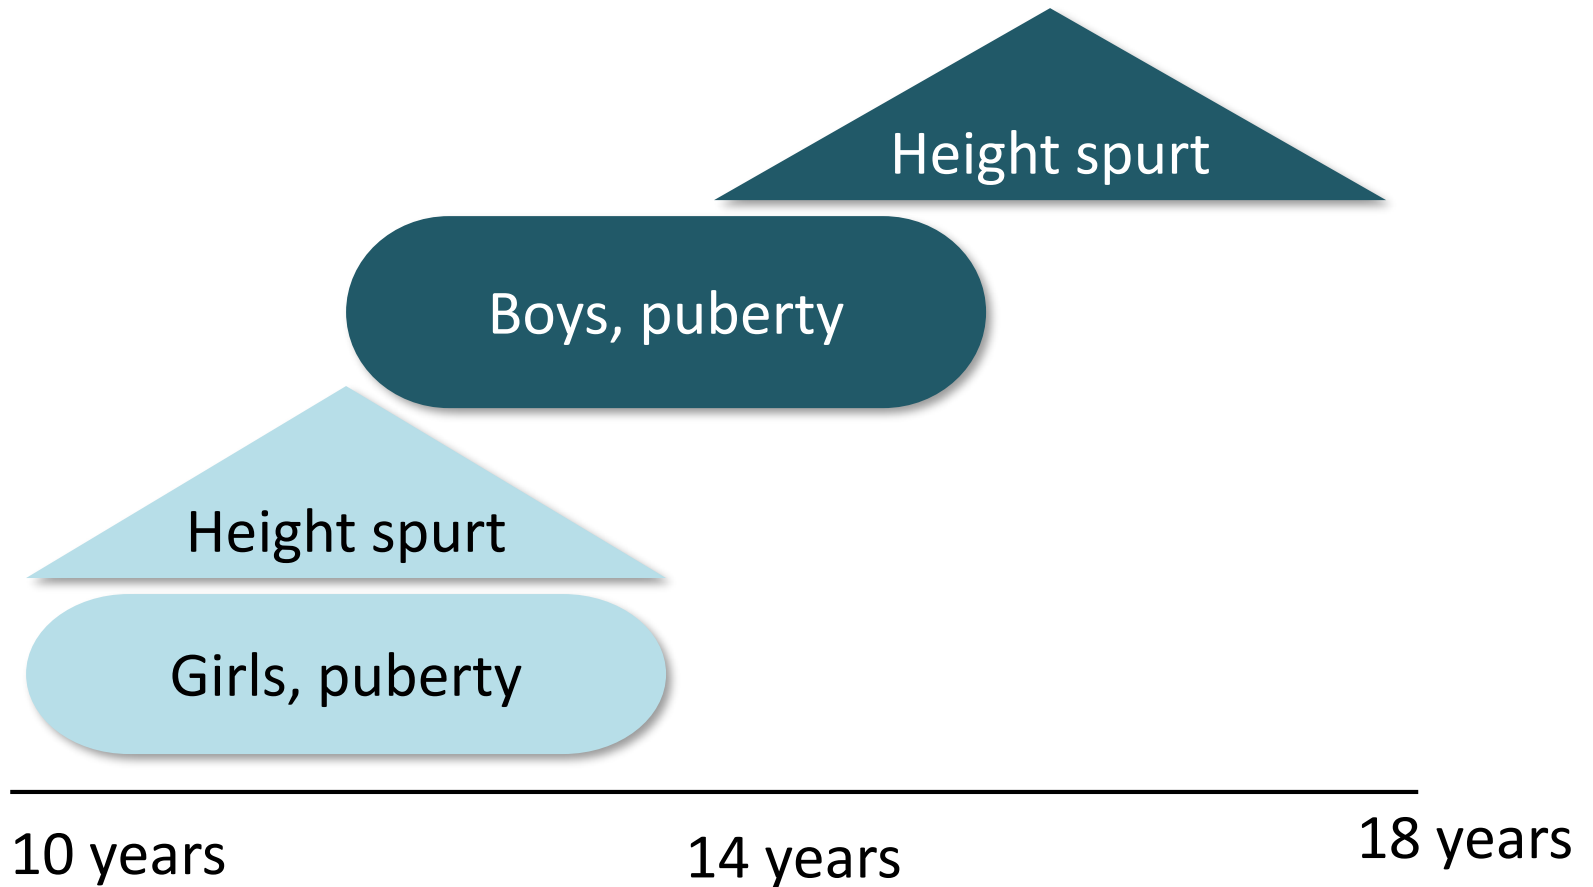 Height spurt
Boys, puberty
Height spurt
Girls, puberty
10 years
14 years
18 years